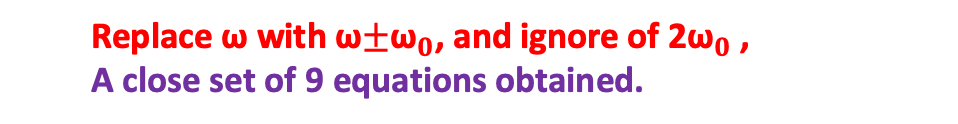 Replace ω with ω±ω₀, and ignore of 2ω₀ ,
A close set of 9 equations obtained.